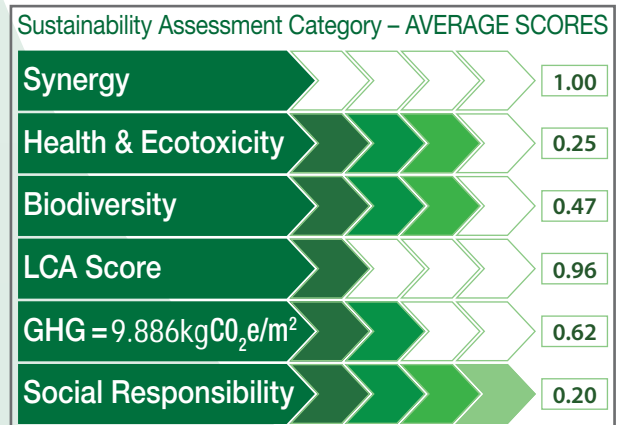 Sustainability Assessment Category – AVERAGE SCORES
Synergy 1.00
Health & Ecotoxicity 0.25
Biodiversity 0.47
LCA Score 0.96
GHG = 9.886kgCO₂e/m² 0.62
Social Responsibility 0.20